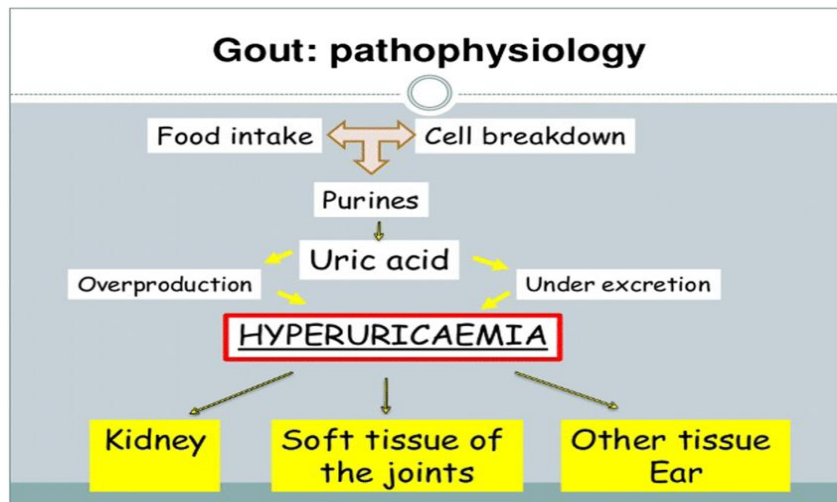 Gout: pathophysiology
Food intake
Cell breakdown
Purines
Uric acid
Overproduction
Under excretion
HYPERURICAEMIA
Kidney
Soft tissue of
the joints
Other tissue
Ear